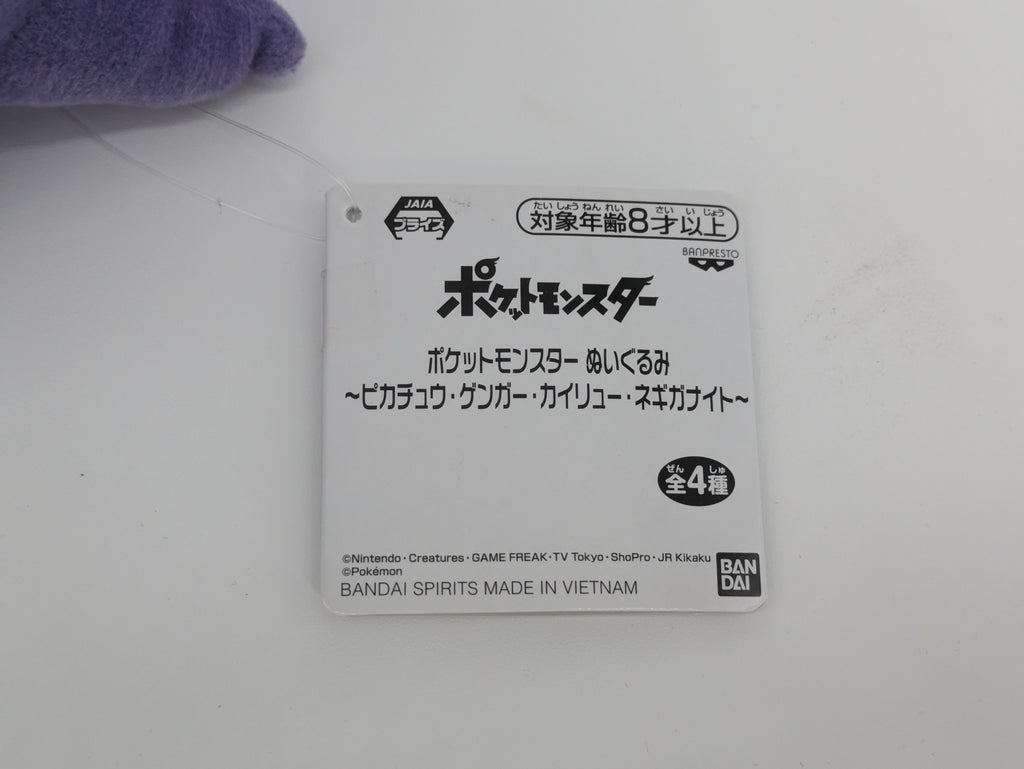 JAIA
プライズ
たい しょう ねん れい さい い じょう
対象年齢8才以上
BANPRESTO
ポケットモンスター
ポケットモンスター ぬいぐるみ
~ピカチュウ・ゲンガー・カイリュー・ネギガナイト~
ぜん しゅ
全4種
©Nintendo・Creatures・GAME FREAK・TV Tokyo・ShoPro・JR Kikaku
©Pokémon
BANDAI SPIRITS MADE IN VIETNAM
BAN
DAI